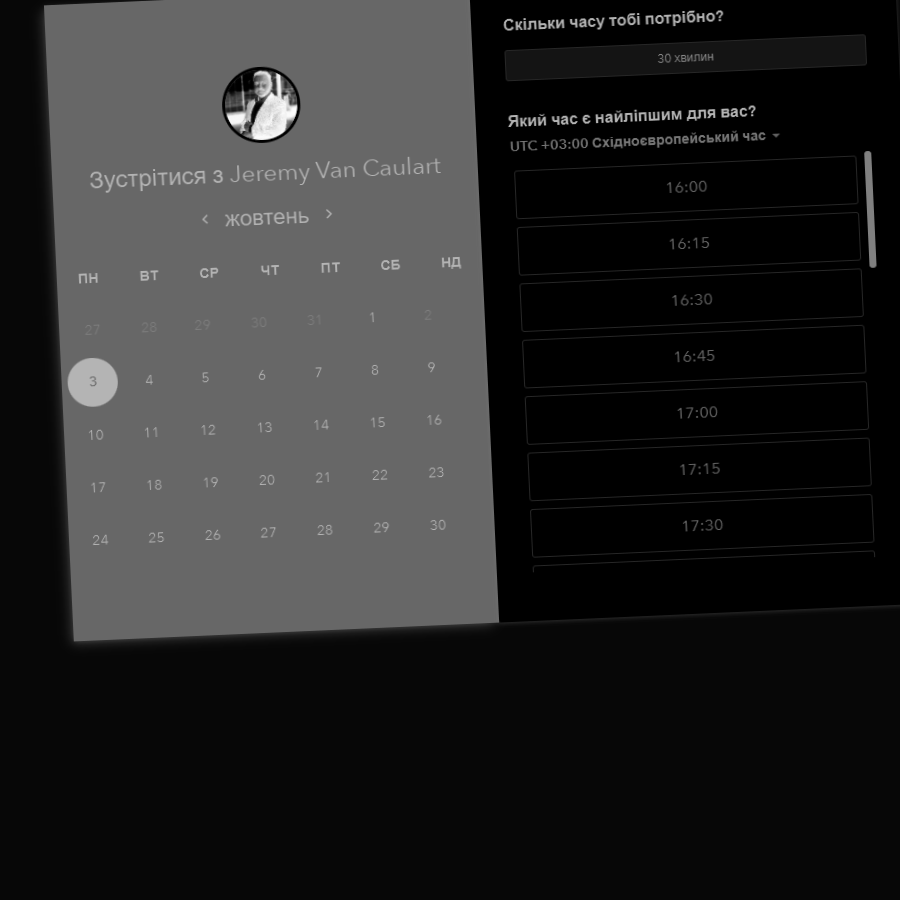 Зустрітися з Jeremy Van Caulart
жовтень
ПН ВТ СР ЧТ ПТ СБ НД
27 28 29 30 31 1 2
3 4 5 6 7 8 9
10 11 12 13 14 15 16
17 18 19 20 21 22 23
24 25 26 27 28 29 30
Скільки часу тобі потрібно?
30 хвилин
Який час є найліпшим для вас?
UTC +03:00 Східноєвропейський час
16:00
16:15
16:30
16:45
17:00
17:15
17:30